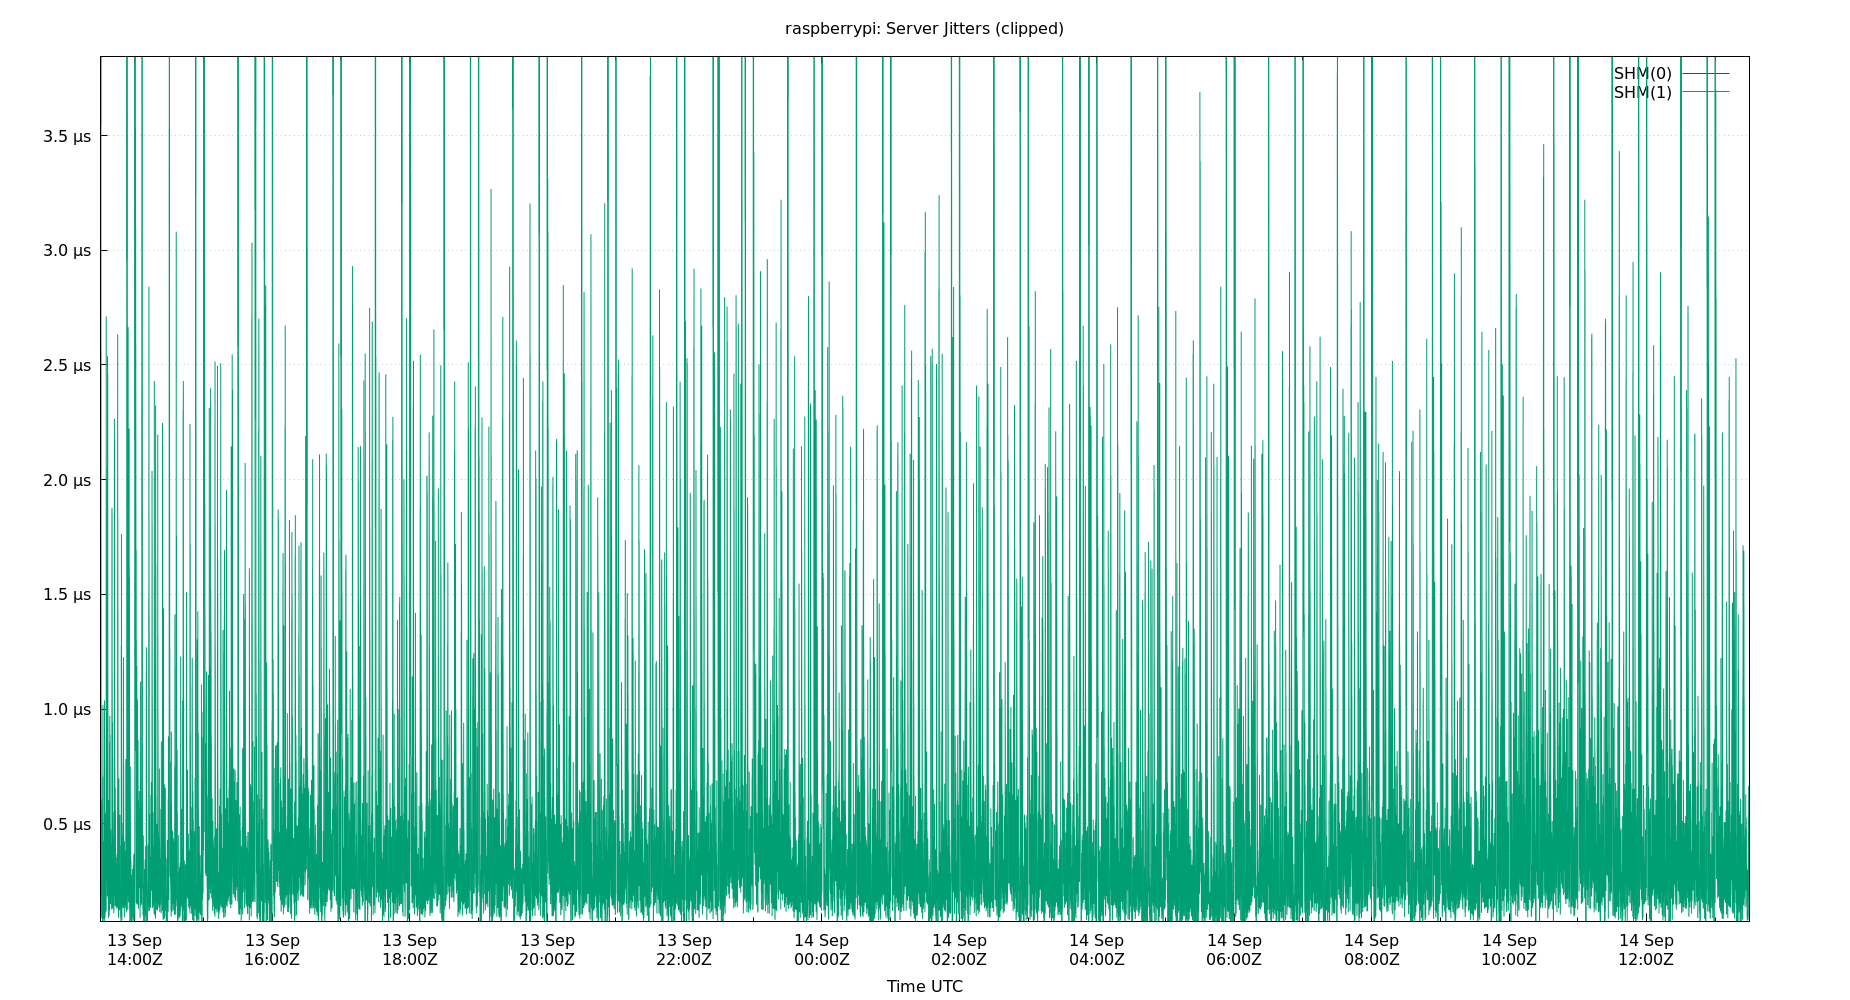 raspberrypi: Server Jitters (clipped)
SHM(0)
SHM(1)
3.5 µs
3.0 µs
2.5 µs
2.0 µs
1.5 µs
1.0 µs
0.5 µs
13 Sep 13 Sep 13 Sep 13 Sep 13 Sep 14 Sep 14 Sep 14 Sep 14 Sep 14 Sep 14 Sep 14 Sep
14:00Z 16:00Z 18:00Z 20:00Z 22:00Z 00:00Z 02:00Z 04:00Z 06:00Z 08:00Z 10:00Z 12:00Z
Time UTC